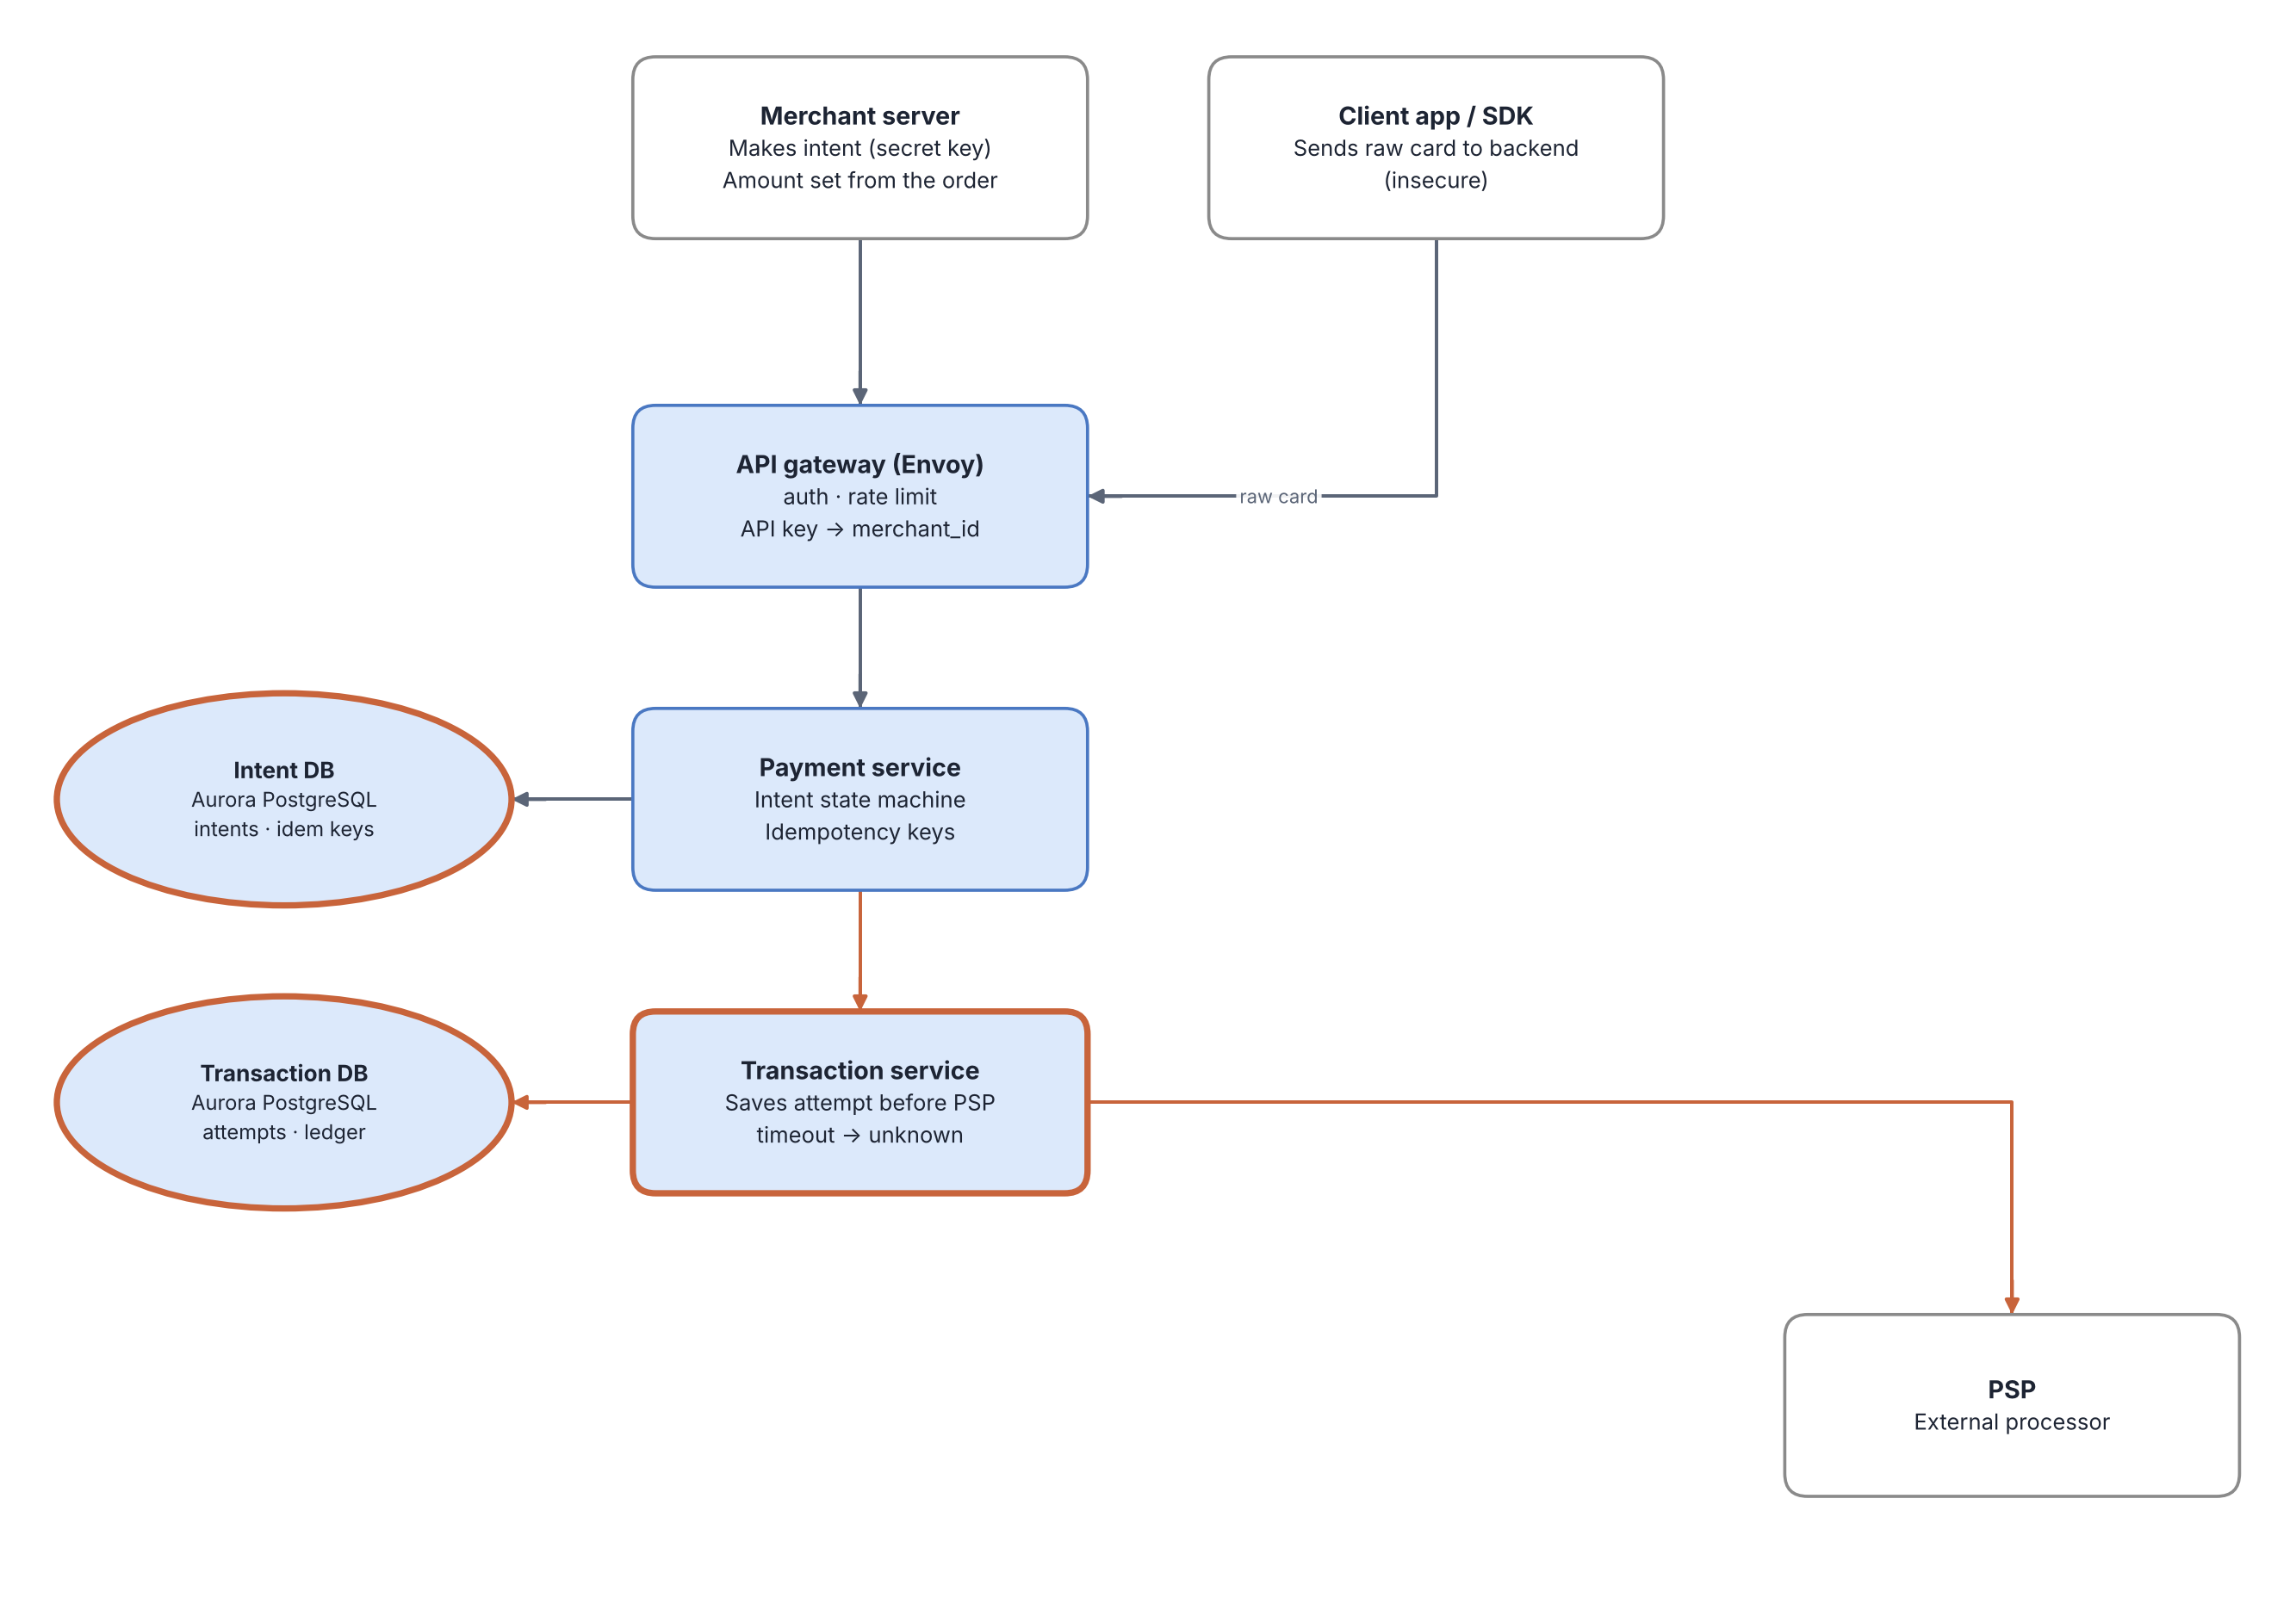 Merchant server
Makes intent (secret key)
Amount set from the order
Client app / SDK
Sends raw card to backend
(insecure)
API gateway (Envoy)
auth · rate limit
API key → merchant_id
raw card
Intent DB
Aurora PostgreSQL
intents · idem keys
Payment service
Intent state machine
Idempotency keys
Transaction DB
Aurora PostgreSQL
attempts · ledger
Transaction service
Saves attempt before PSP
timeout → unknown
PSP
External processor